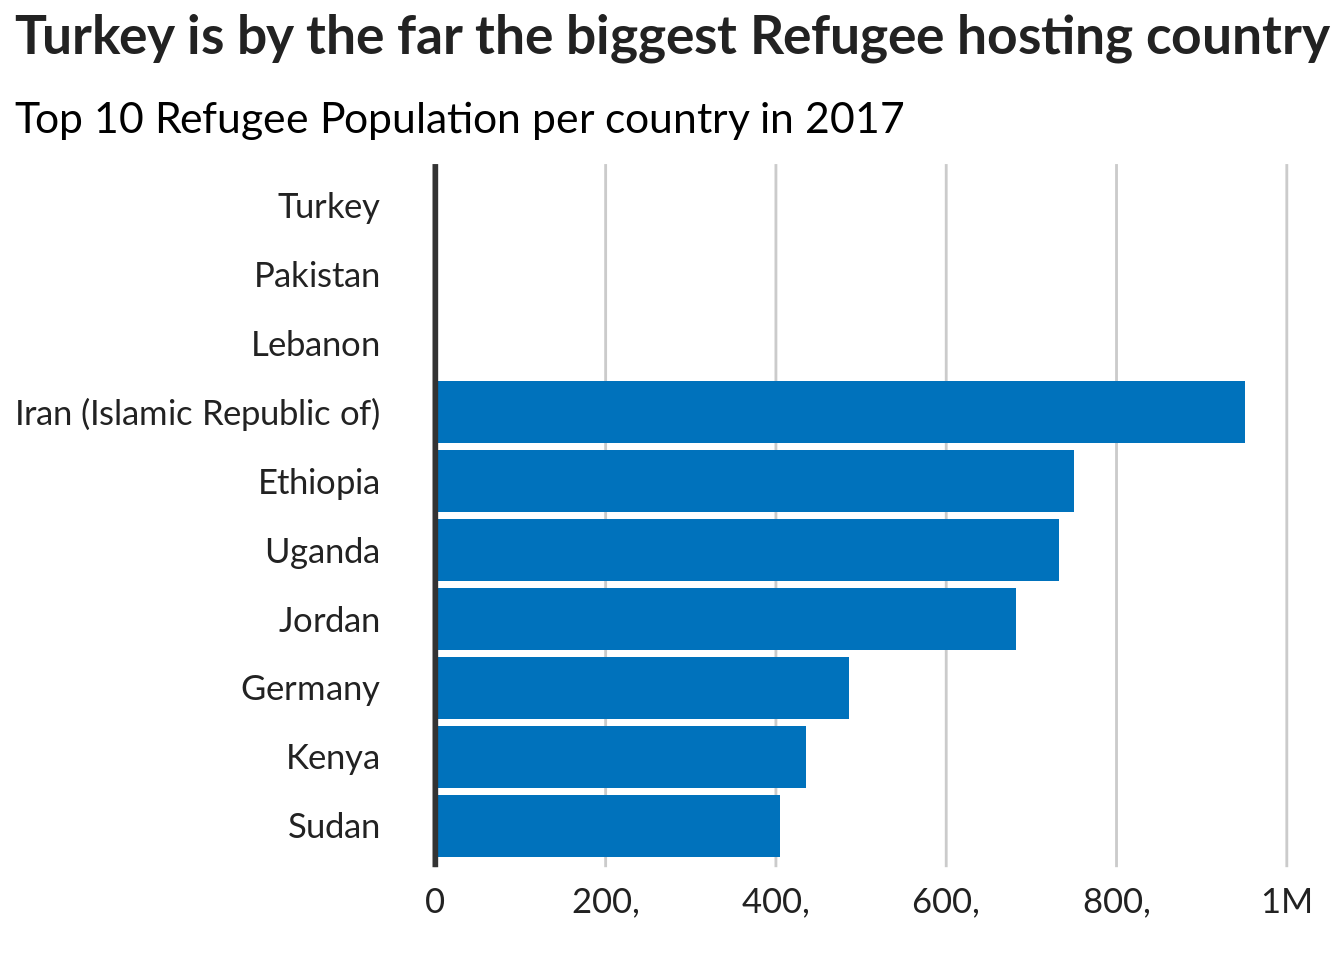 Turkey is by the far the biggest Refugee hosting country
Top 10 Refugee Population per country in 2017
Turkey
Pakistan
Lebanon
Iran (Islamic Republic of)
Ethiopia
Uganda
Jordan
Germany
Kenya
Sudan
0 200, 400, 600, 800, 1M